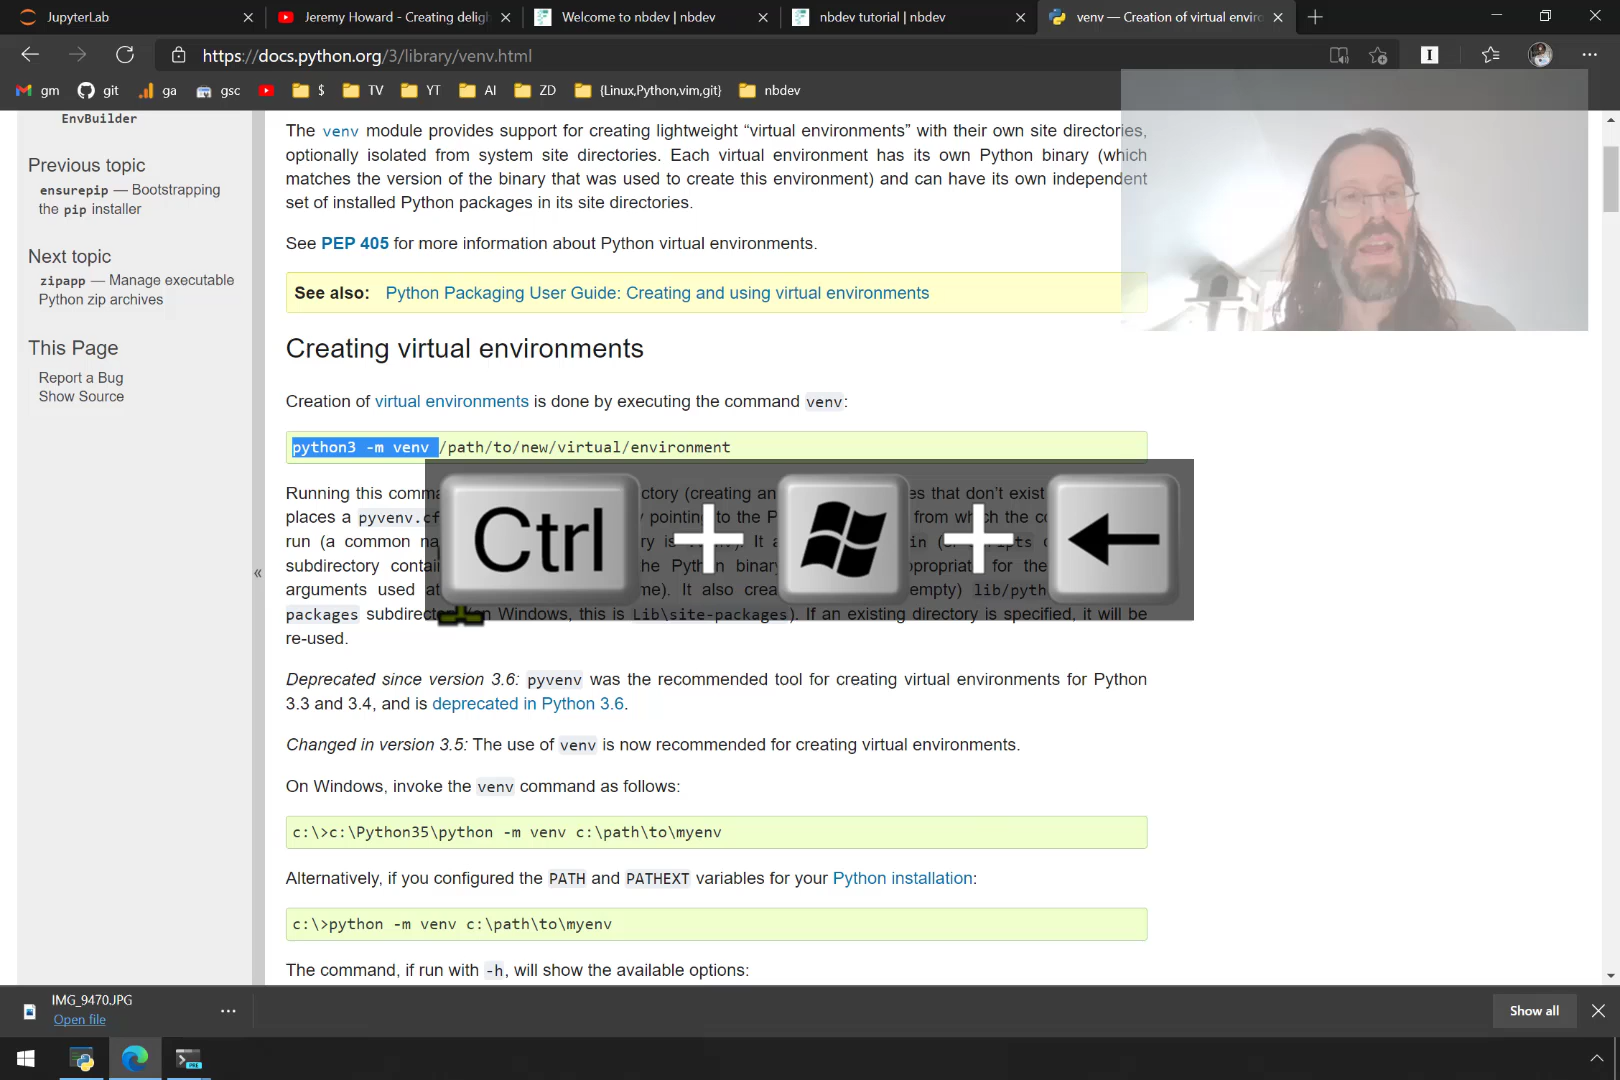 JupyterLab
Jeremy Howard - Creating delig
Welcome to nbdev | nbdev
nbdev tutorial | nbdev
venv — Creation of virtual enviro
https://docs.python.org/3/library/venv.html
gm
git
ga
gsc
$
TV
YT
AI
ZD
{Linux,Python,vim,git}
nbdev
EnvBuilder
Previous topic
ensurepip — Bootstrapping
the pip installer
Next topic
zipapp — Manage executable
Python zip archives
This Page
Report a Bug
Show Source
«
The venv module provides support for creating lightweight “virtual environments” with their own site directories,
optionally isolated from system site directories. Each virtual environment has its own Python binary (which
matches the version of the binary that was used to create this environment) and can have its own independent
set of installed Python packages in its site directories.
See PEP 405 for more information about Python virtual environments.
See also: Python Packaging User Guide: Creating and using virtual environments
Creating virtual environments
Creation of virtual environments is done by executing the command venv:
python3 -m venv /path/to/new/virtual/environment
Running this comma ctory (creating an es that don’t exist
places a pyvenv.cf pointing to the P from which the co
run (a common na ry is It a in ipts
subdirectory contai the Python binar propriate for the
arguments used at me). It also crea empty) lib/pyth
packages subdirect n Windows, this is Lib\site-packages). If an existing directory is specified, it will be
re-used.
Ctrl + + ←
Deprecated since version 3.6: pyvenv was the recommended tool for creating virtual environments for Python
3.3 and 3.4, and is deprecated in Python 3.6.
Changed in version 3.5: The use of venv is now recommended for creating virtual environments.
On Windows, invoke the venv command as follows:
c:\>c:\Python35\python -m venv c:\path\to\myenv
Alternatively, if you configured the PATH and PATHEXT variables for your Python installation:
c:\>python -m venv c:\path\to\myenv
The command, if run with -h, will show the available options:
IMG_9470.JPG
Open file
Show all